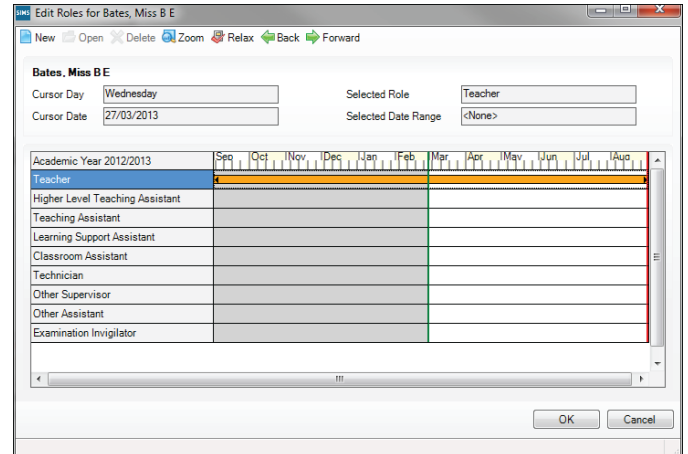 SIMS Edit Roles for Bates, Miss B E
New Open Delete Zoom Relax Back Forward
Bates, Miss B E
Cursor Day Wednesday Selected Role Teacher
Cursor Date 27/03/2013 Selected Date Range <None>
Academic Year 2012/2013 Sep Oct Nov Dec Jan Feb Mar Apr May Jun Jul Aug
Teacher
Higher Level Teaching Assistant
Teaching Assistant
Learning Support Assistant
Classroom Assistant
Technician
Other Supervisor
Other Assistant
Examination Invigilator
OK Cancel